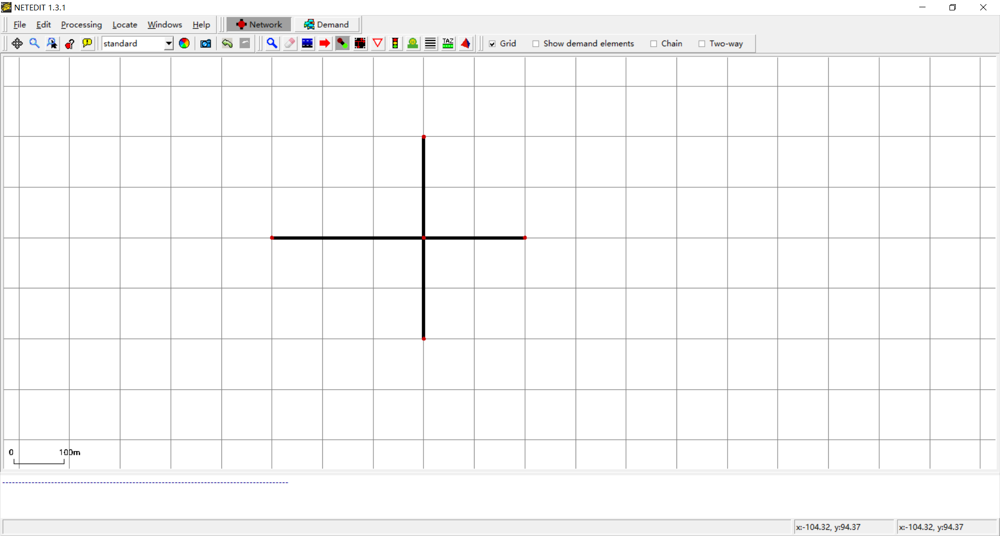 NETEDIT 1.3.1
File Edit Processing Locate Windows Help Network Demand
standard TAZ Grid Show demand elements Chain Two-way
0 100m
--------------------------------------------------------------------------------
x:-104.32, y:94.37 x:-104.32, y:94.37